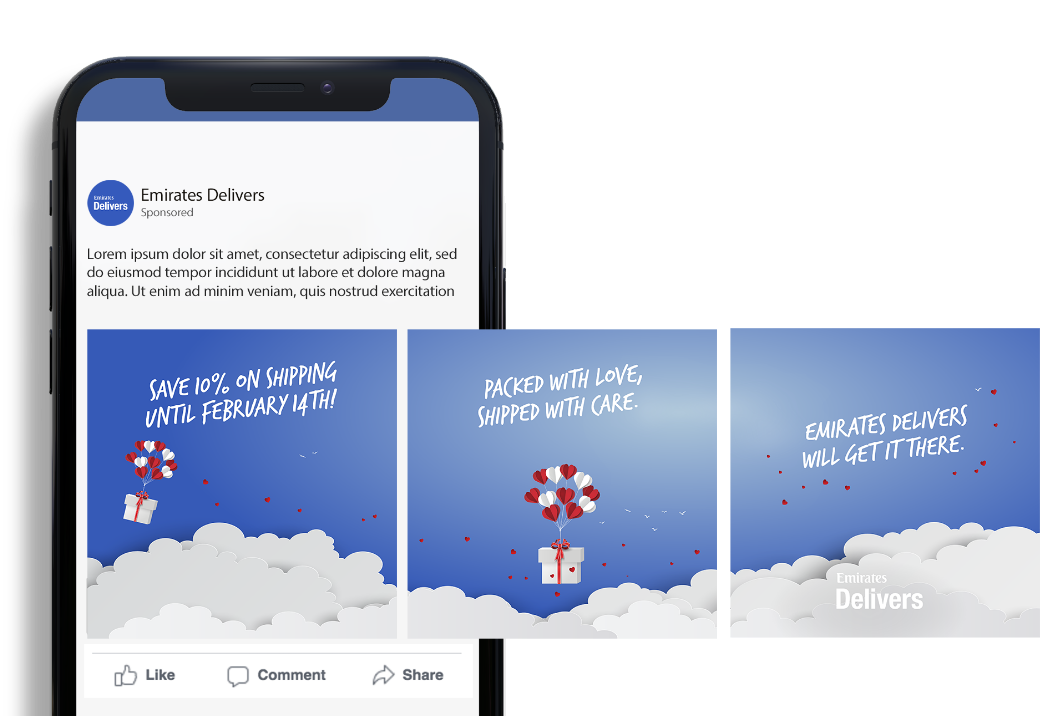 Emirates
Delivers
Emirates Delivers
Sponsored
Lorem ipsum dolor sit amet, consectetur adipiscing elit, sed
do eiusmod tempor incididunt ut labore et dolore magna
aliqua. Ut enim ad minim veniam, quis nostrud exercitation
SAVE 10% ON SHIPPING
UNTIL FEBRUARY 14TH!
PACKED WITH LOVE,
SHIPPED WITH CARE.
EMIRATES DELIVERS
WILL GET IT THERE.
Emirates
Delivers
Like
Comment
Share